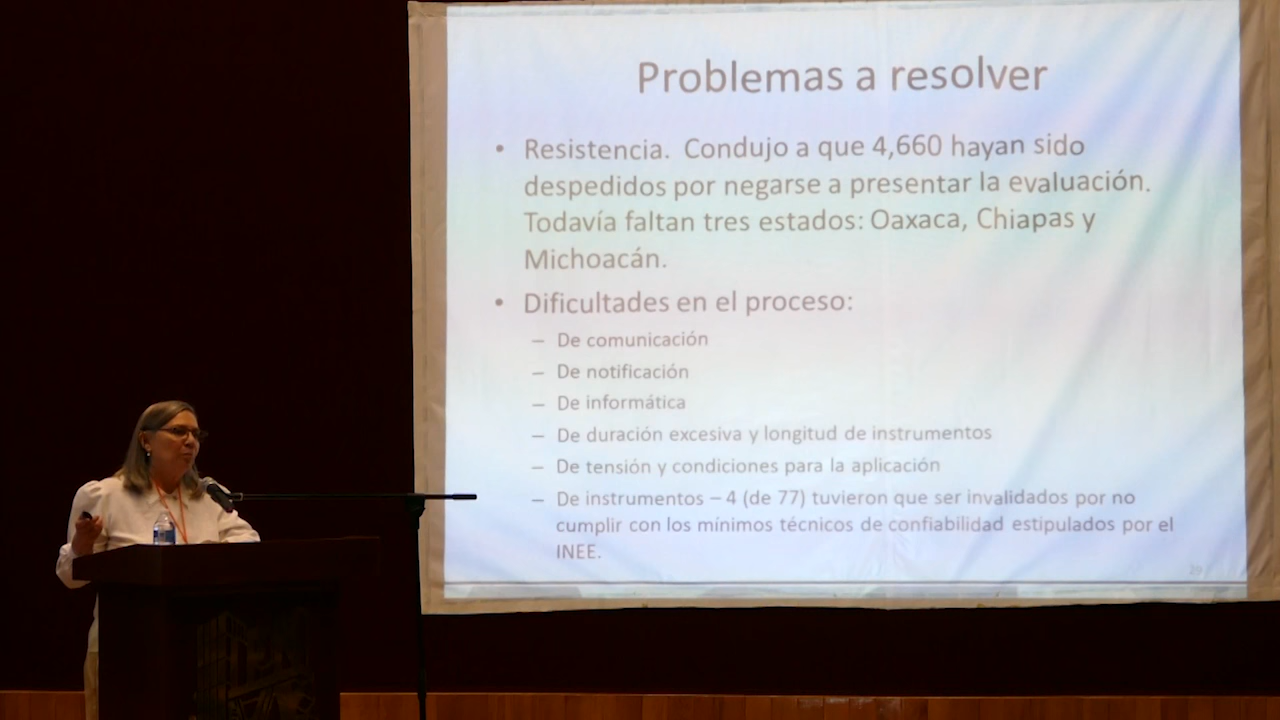 Problemas a resolver
• Resistencia. Condujo a que 4,660 hayan sido
despedidos por negarse a presentar la evaluación.
Todavía faltan tres estados: Oaxaca, Chiapas y
Michoacán.
• Dificultades en el proceso:
– De comunicación
– De notificación
– De informática
– De duración excesiva y longitud de instrumentos
– De tensión y condiciones para la aplicación
– De instrumentos – 4 (de 77) tuvieron que ser invalidados por no
cumplir con los mínimos técnicos de confiabilidad estipulados por el
INEE.
29